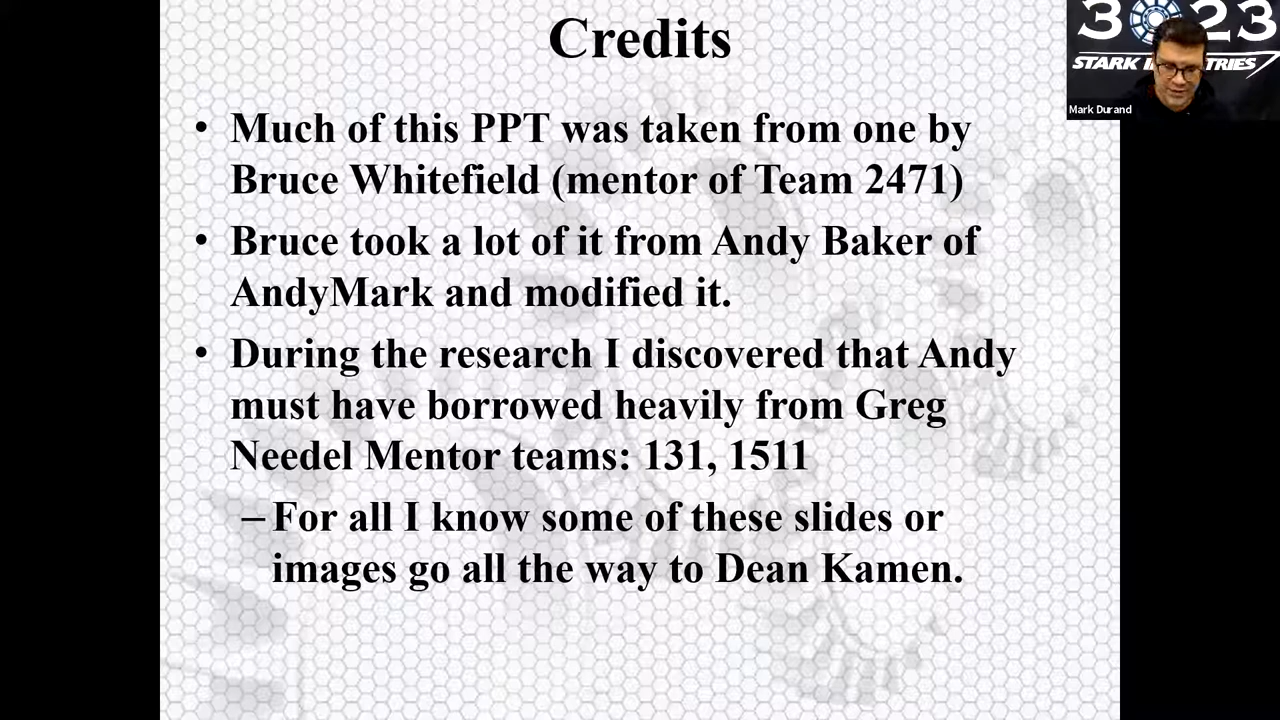 Credits
• Much of this PPT was taken from one by
Bruce Whitefield (mentor of Team 2471)
• Bruce took a lot of it from Andy Baker of
AndyMark and modified it.
• During the research I discovered that Andy
must have borrowed heavily from Greg
Needel Mentor teams: 131, 1511
– For all I know some of these slides or
images go all the way to Dean Kamen.
3 23
STARK I TRIES
Mark Durand